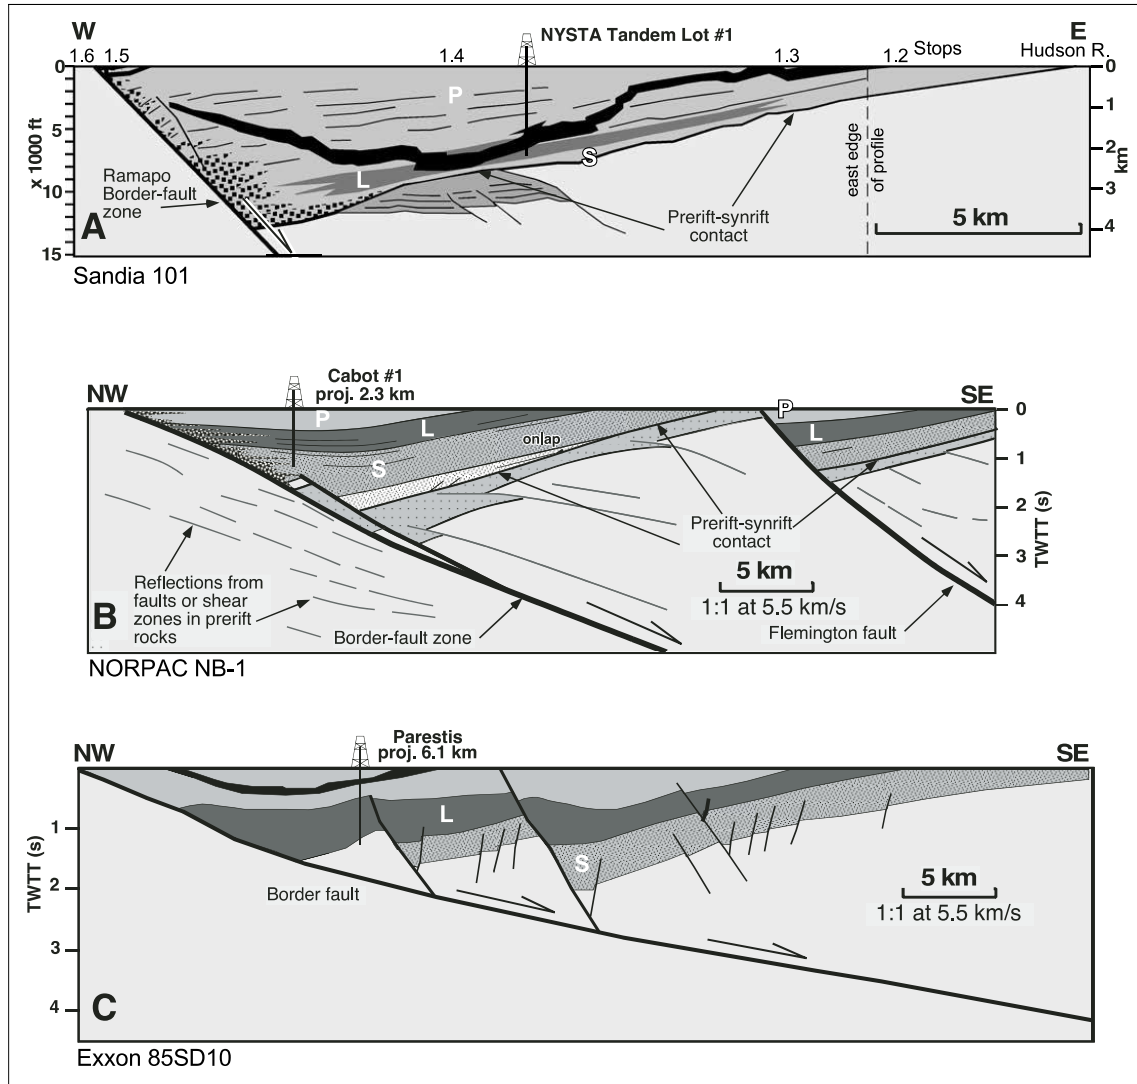 W
E
NYSTA Tandem Lot #1
1.6 1.5
1.4
1.3
1.2
Stops
Hudson R.
0
5
10
15
x 1000 ft
0
1
2
3
4
km
P
L
S
Ramapo
Border-fault
zone
Prerift-synrift
contact
east edge
of profile
5 km
A
Sandia 101
NW
SE
Cabot #1
proj. 2.3 km
P
L
S
onlap
P
L
0
1
2
3
4
TWTT (s)
Prerift-synrift
contact
5 km
1:1 at 5.5 km/s
Reflections from
faults or shear
zones in prerift
rocks
Border-fault zone
Flemington fault
B
NORPAC NB-1
NW
SE
Parestis
proj. 6.1 km
1
2
3
4
TWTT (s)
L
S
Border fault
5 km
1:1 at 5.5 km/s
C
Exxon 85SD10